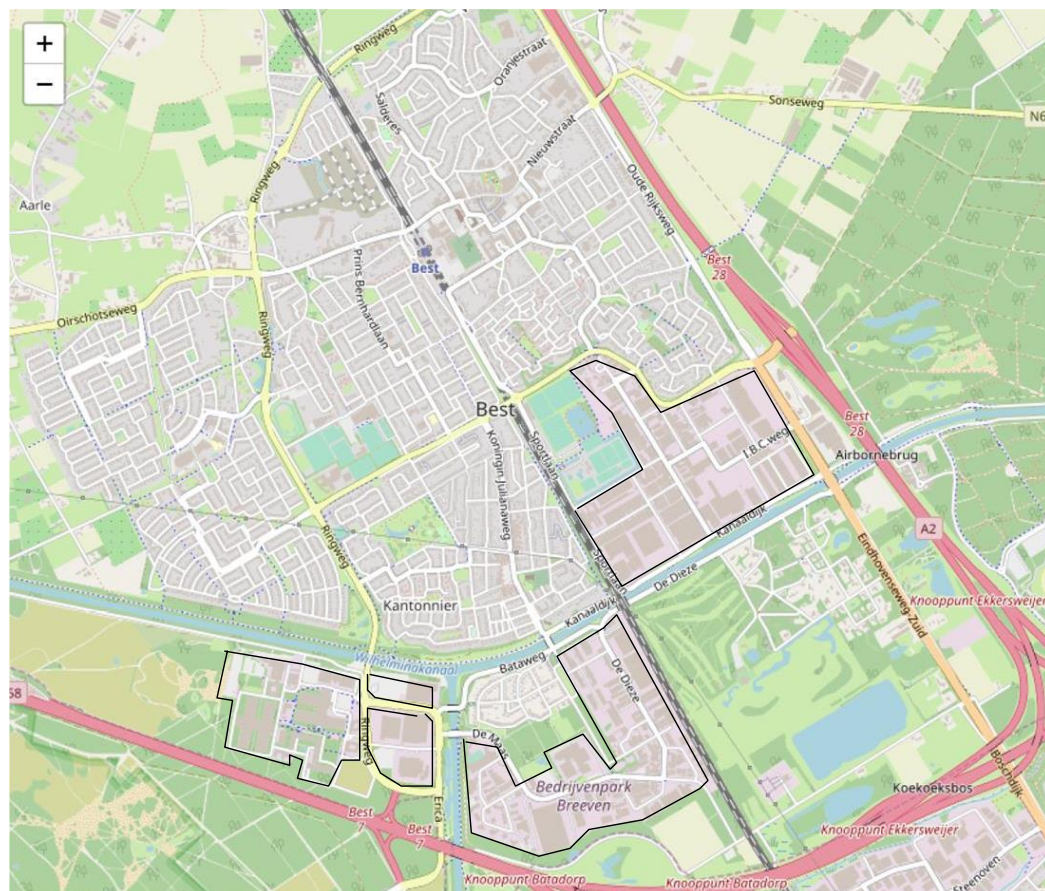 +
−
Ringweg
Oranjestraat
Salderes
Sonseweg
N6
Nieuwstraat
Ringweg
Oude Rijksweg
Aarle
Best
28
Best
Prins Bernhardlaan
Oirschotseweg
Ringweg
Best
Best
28
Sportlaan
Koningin Julianaweg
I.B.C.weg
Airbornebrug
Kanaaldijk
A2
Ringweg
Sportlaan
De Dieze
Eindhovenseweg-Zuid
Kantonnier
Kanaaldijk
Knooppunt Ekkersweijer
Wilhelminakanaal
Bataweg
De Dieze
58
Ringweg
De Maas
Boschdijk
Bedrijvenpark
Breeven
Koekoeksbos
Erica
Best
7
Best
7
Knooppunt Ekkersweijer
Knooppunt Batadorp
Knooppunt Batadorp
Steenoven